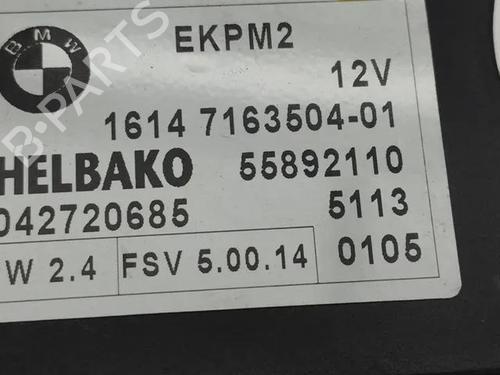 BMW EKPM2
12V
1614 7163504-01
HELBAKO 55892110
042720685 5113
W 2.4 FSV 5.00.14 0105
B-PARTS